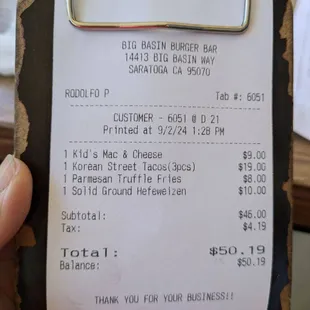 BIG BASIN BURGER BAR
14413 BIG BASIN WAY
SARATOGA CA 95070
RODOLFO P Tab #: 6051
CUSTOMER - 6051 @ D 21
Printed at 9/2/24 1:28 PM
1 Kid's Mac & Cheese $9.00
1 Korean Street Tacos(3pcs) $19.00
1 Parmesan Truffle Fries $8.00
1 Solid Ground Hefeweizen $10.00
Subtotal: $46.00
Tax: $4.19
Total: $50.19
Balance: $50.19
THANK YOU FOR YOUR BUSINESS!!